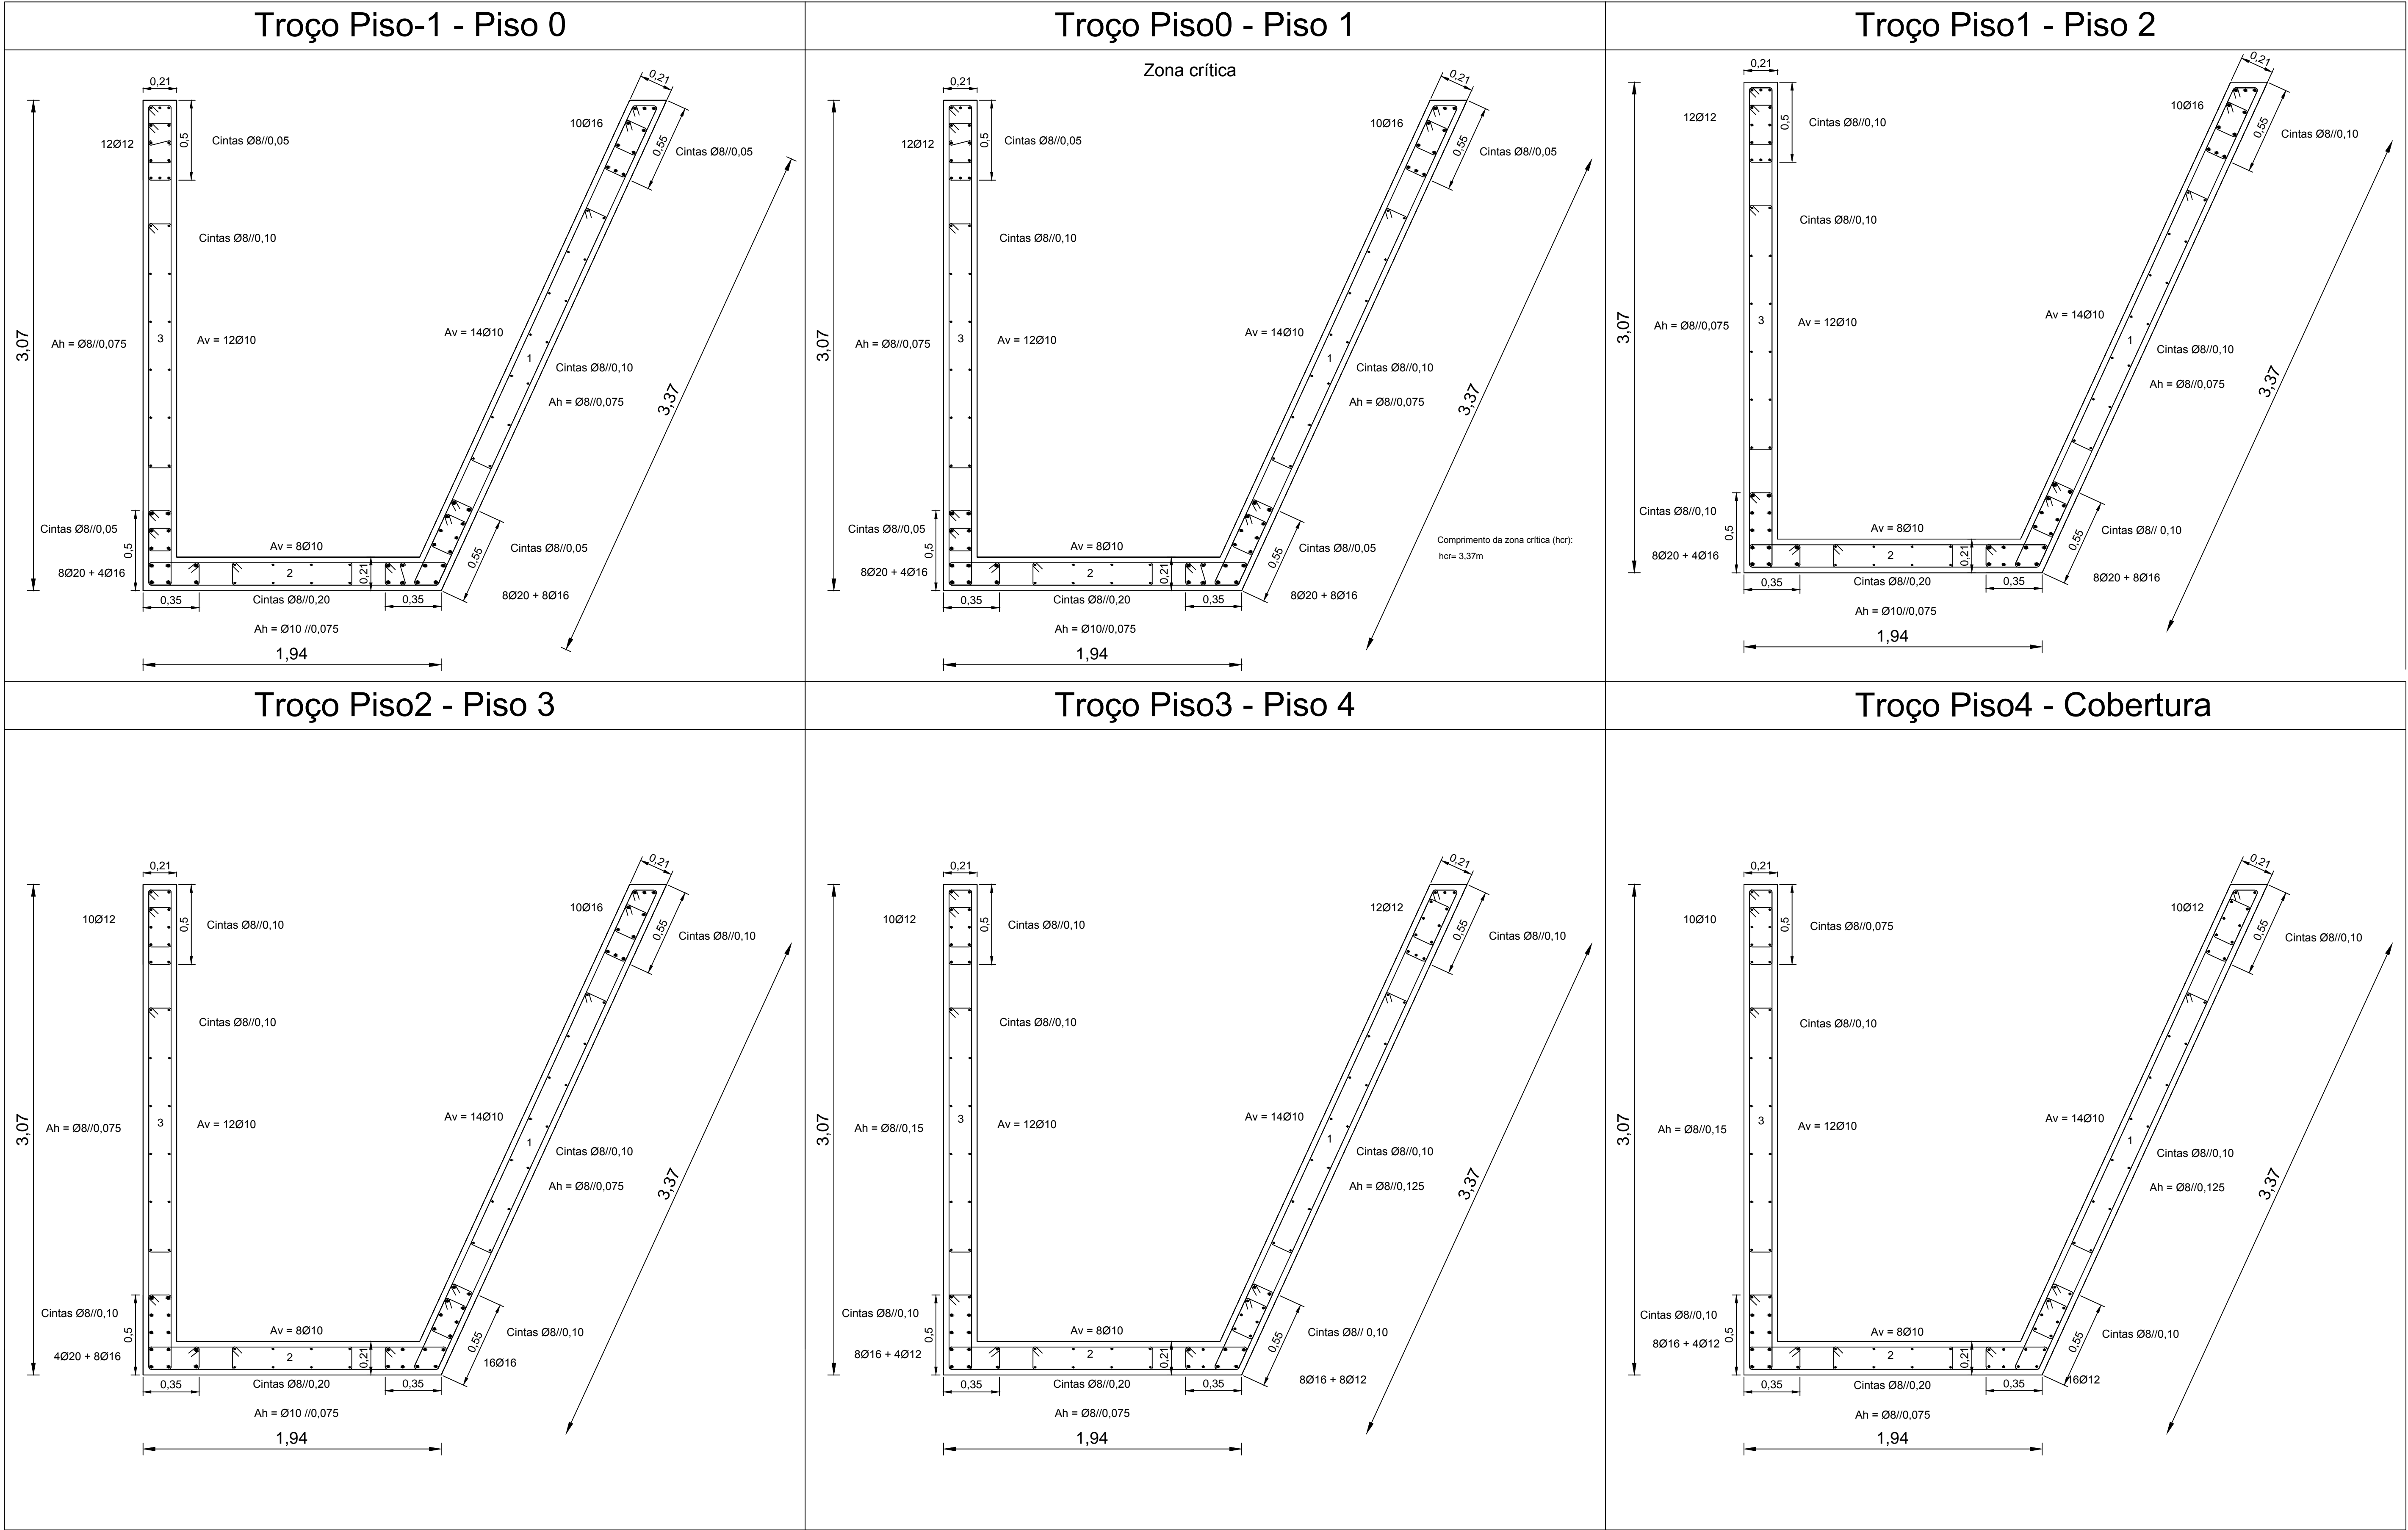 Troço Piso-1 - Piso 0
0,21
0,21
12Ø12
0,5
Cintas Ø8//0,05
10Ø16
0,55
Cintas Ø8//0,05
Cintas Ø8//0,10
3,07
Ah = Ø8//0,075
3
Av = 12Ø10
Av = 14Ø10
1
Cintas Ø8//0,10
Ah = Ø8//0,075
3,37
Cintas Ø8//0,05
0,5
8Ø20 + 4Ø16
Av = 8Ø10
2
0,21
0,55
Cintas Ø8//0,05
8Ø20 + 8Ø16
0,35
Cintas Ø8//0,20
0,35
Ah = Ø10 //0,075
1,94
Troço Piso0 - Piso 1
Zona crítica
0,21
0,21
12Ø12
0,5
Cintas Ø8//0,05
10Ø16
0,55
Cintas Ø8//0,05
Cintas Ø8//0,10
3,07
Ah = Ø8//0,075
3
Av = 12Ø10
Av = 14Ø10
1
Cintas Ø8//0,10
Ah = Ø8//0,075
3,37
Cintas Ø8//0,05
0,5
8Ø20 + 4Ø16
Av = 8Ø10
2
0,21
0,55
Cintas Ø8//0,05
Comprimento da zona crítica (hcr):
hcr= 3,37m
8Ø20 + 8Ø16
0,35
Cintas Ø8//0,20
0,35
Ah = Ø10//0,075
1,94
Troço Piso1 - Piso 2
0,21
0,21
12Ø12
0,5
Cintas Ø8//0,10
10Ø16
0,55
Cintas Ø8//0,10
Cintas Ø8//0,10
3,07
Ah = Ø8//0,075
3
Av = 12Ø10
Av = 14Ø10
1
Cintas Ø8//0,10
Ah = Ø8//0,075
3,37
Cintas Ø8//0,10
0,5
8Ø20 + 4Ø16
Av = 8Ø10
2
0,21
0,55
Cintas Ø8// 0,10
8Ø20 + 8Ø16
0,35
Cintas Ø8//0,20
0,35
Ah = Ø10//0,075
1,94
Troço Piso2 - Piso 3
0,21
0,21
10Ø12
0,5
Cintas Ø8//0,10
10Ø16
0,55
Cintas Ø8//0,10
Cintas Ø8//0,10
3,07
Ah = Ø8//0,075
3
Av = 12Ø10
Av = 14Ø10
1
Cintas Ø8//0,10
Ah = Ø8//0,075
3,37
Cintas Ø8//0,10
0,5
4Ø20 + 8Ø16
Av = 8Ø10
2
0,21
0,55
Cintas Ø8//0,10
16Ø16
0,35
Cintas Ø8//0,20
0,35
Ah = Ø10 //0,075
1,94
Troço Piso3 - Piso 4
0,21
0,21
10Ø12
0,5
Cintas Ø8//0,10
12Ø12
0,55
Cintas Ø8//0,10
Cintas Ø8//0,10
3,07
Ah = Ø8//0,15
3
Av = 12Ø10
Av = 14Ø10
1
Cintas Ø8//0,10
Ah = Ø8//0,125
3,37
Cintas Ø8//0,10
0,5
8Ø16 + 4Ø12
Av = 8Ø10
2
0,21
0,55
Cintas Ø8// 0,10
8Ø16 + 8Ø12
0,35
Cintas Ø8//0,20
0,35
Ah = Ø8//0,075
1,94
Troço Piso4 - Cobertura
0,21
0,21
10Ø10
0,5
Cintas Ø8//0,075
10Ø12
0,55
Cintas Ø8//0,10
Cintas Ø8//0,10
3,07
Ah = Ø8//0,15
3
Av = 12Ø10
Av = 14Ø10
1
Cintas Ø8//0,10
Ah = Ø8//0,125
3,37
Cintas Ø8//0,10
0,5
8Ø16 + 4Ø12
Av = 8Ø10
2
0,21
0,55
Cintas Ø8//0,10
16Ø12
0,35
Cintas Ø8//0,20
0,35
Ah = Ø8//0,075
1,94